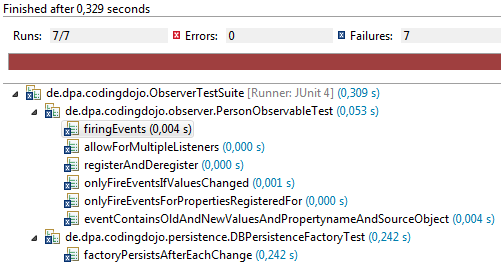 Finished after 0,329 seconds
Runs: 7/7 Errors: 0 Failures: 7
de.dpa.codingdojo.ObserverTestSuite [Runner: JUnit 4] (0,309 s)
de.dpa.codingdojo.observer.PersonObservableTest (0,053 s)
firingEvents (0,004 s)
allowForMultipleListeners (0,000 s)
registerAndDeregister (0,000 s)
onlyFireEventsIfValuesChanged (0,001 s)
onlyFireEventsForPropertiesRegisteredFor (0,000 s)
eventContainsOldAndNewValuesAndPropertynameAndSourceObject (0,004 s)
de.dpa.codingdojo.persistence.DBPersistenceFactoryTest (0,242 s)
factoryPersistsAfterEachChange (0,242 s)